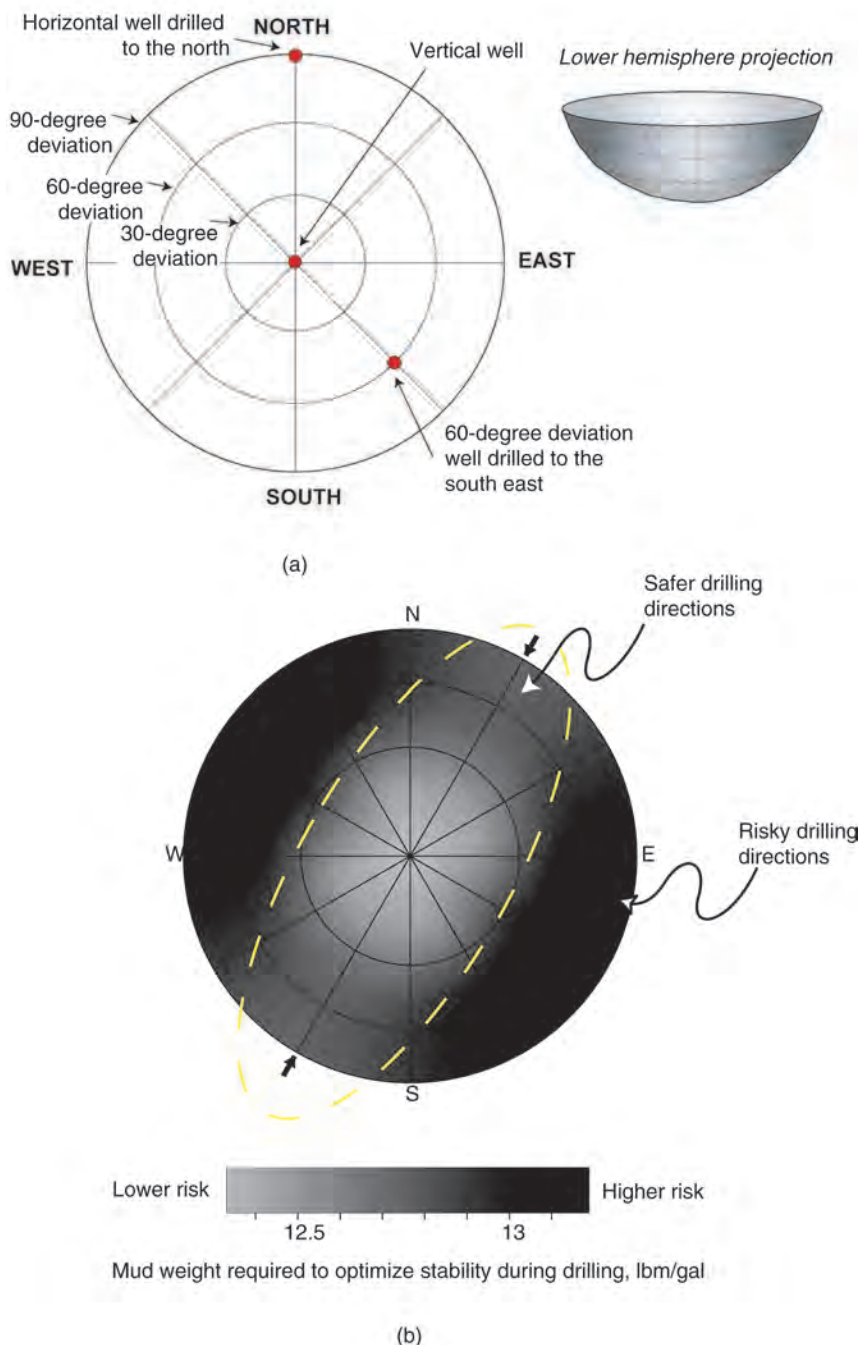 Horizontal well drilled
to the north
NORTH
Vertical well
Lower hemisphere projection
90-degree
deviation
60-degree
deviation
30-degree
deviation
WEST
EAST
60-degree deviation
well drilled to the
south east
SOUTH
(a)
Safer drilling
directions
N
W
E
Risky drilling
directions
S
Lower risk
Higher risk
12.5
13
Mud weight required to optimize stability during drilling, lbm/gal
(b)